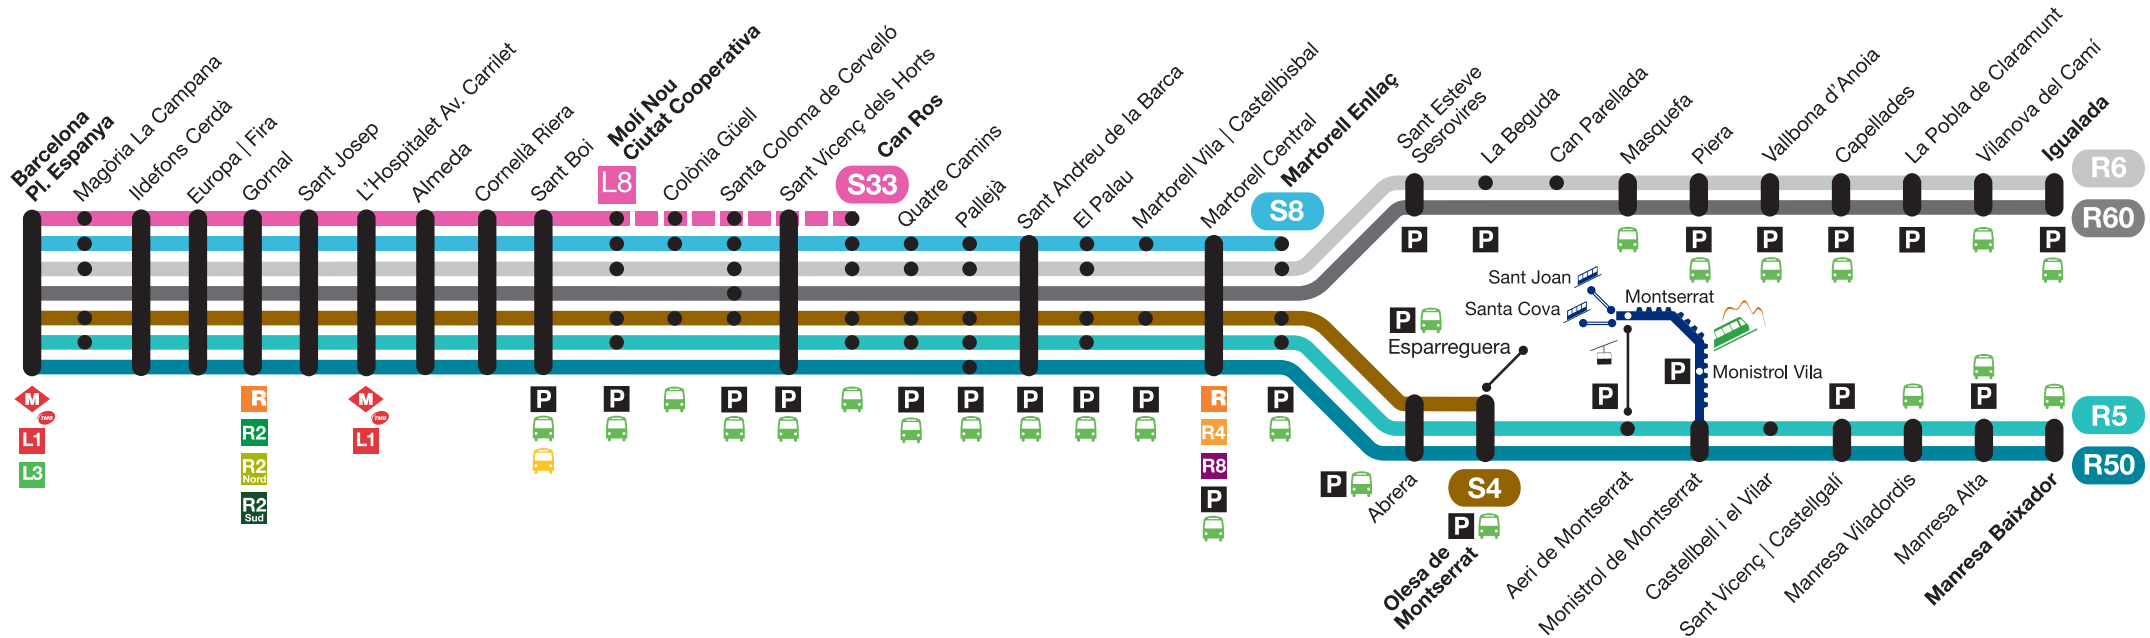 Barcelona
Pl. Espanya
Magòria La Campana
Ildefons Cerdà
Europa | Fira
Gornal
Sant Josep
L'Hospitalet Av. Carrilet
Almeda
Cornellà Riera
Sant Boi
Molí Nou
Ciutat Cooperativa
L8
Colònia Güell
Santa Coloma de Cervelló
Sant Vicenç dels Horts
Can Ros
S33
Quatre Camins
Pallejà
Sant Andreu de la Barca
El Palau
Martorell Vila | Castellbisbal
Martorell Central
Martorell Enllaç
S8
Sant Esteve
Sesrovires
La Beguda
Can Parellada
Masquefa
Piera
Vallbona d'Anoia
Capellades
La Pobla de Claramunt
Vilanova del Camí
Igualada
R6
R60
P
P
P
P
P
P
P
Sant Joan
Santa Cova
Montserrat
P
Esparreguera
P
P
Monistrol Vila
P
P
R5
R50
M
TMB
L1
L3
R
R2
R2
Nord
R2
Sud
M
TMB
L1
P
P
P
P
P
P
P
P
P
R
R4
R8
P
P
P
Abrera
S4
P
Olesa de
Montserrat
Aeri de Montserrat
Monistrol de Montserrat
Castellbell i el Vilar
Sant Vicenç | Castellgalí
Manresa Viladordis
Manresa Alta
Manresa Baixador